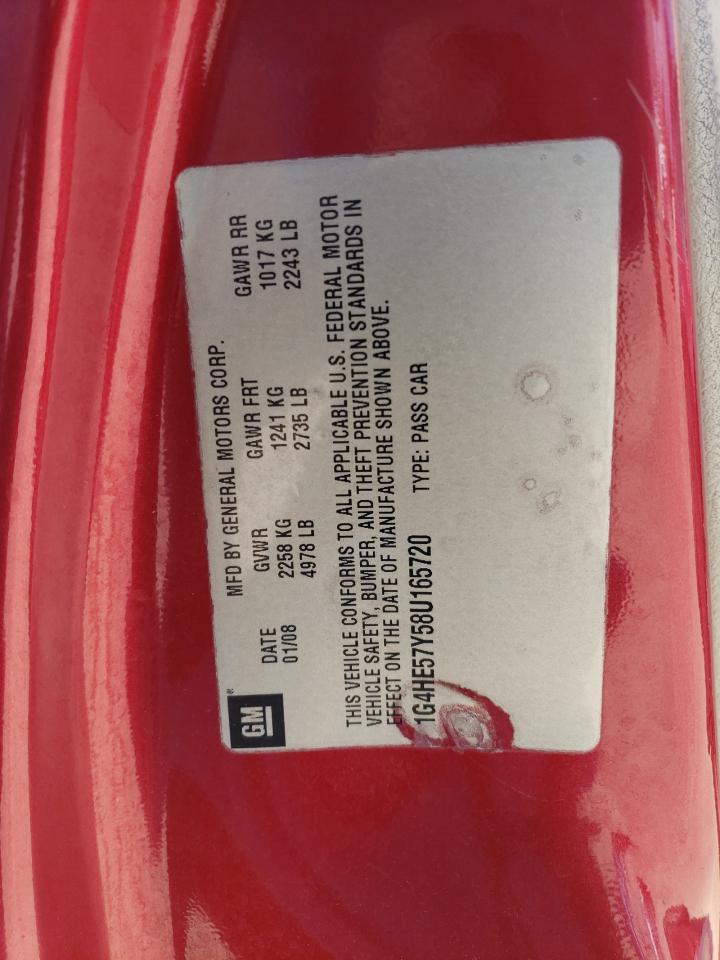 GM®
MFD BY GENERAL MOTORS CORP.
DATE GVWR GAWR FRT GAWR RR
01/08 2258 KG 1241 KG 1017 KG
4978 LB 2735 LB 2243 LB
THIS VEHICLE CONFORMS TO ALL APPLICABLE U.S. FEDERAL MOTOR
VEHICLE SAFETY, BUMPER, AND THEFT PREVENTION STANDARDS IN
EFFECT ON THE DATE OF MANUFACTURE SHOWN ABOVE.
1G4HE57Y58U165720 TYPE: PASS CAR